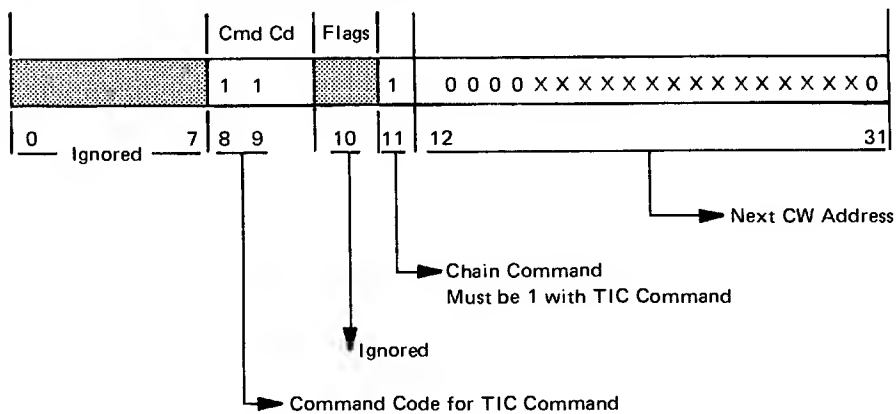 Cmd Cd Flags
1 1 1 0 0 0 0 X X X X X X X X X X X X X X X 0
0 Ignored 7 8 9 10 11 12 31
Next CW Address
Chain Command
Must be 1 with TIC Command
Ignored
Command Code for TIC Command